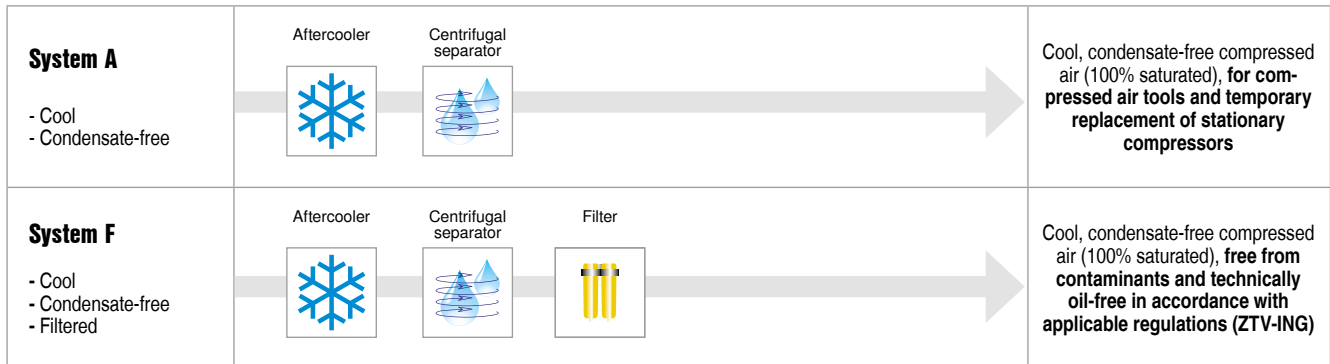 System A
- Cool
- Condensate-free
Aftercooler
Centrifugal
separator
Cool, condensate-free compressed
air (100% saturated), for com-
pressed air tools and temporary
replacement of stationary
compressors
System F
- Cool
- Condensate-free
- Filtered
Aftercooler
Centrifugal
separator
Filter
Cool, condensate-free compressed
air (100% saturated), free from
contaminants and technically
oil-free in accordance with
applicable regulations (ZTV-ING)